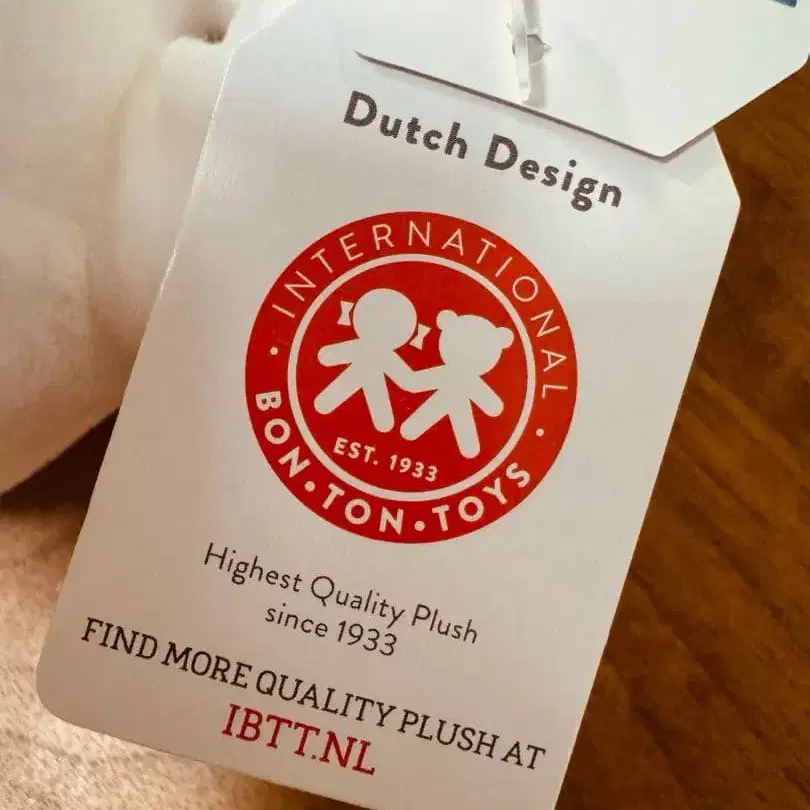 Dutch Design
INTERNATIONAL
EST. 1933
• BON•TON•TOYS •
Highest Quality Plush
since 1933
FIND MORE QUALITY PLUSH AT
IBTT.NL